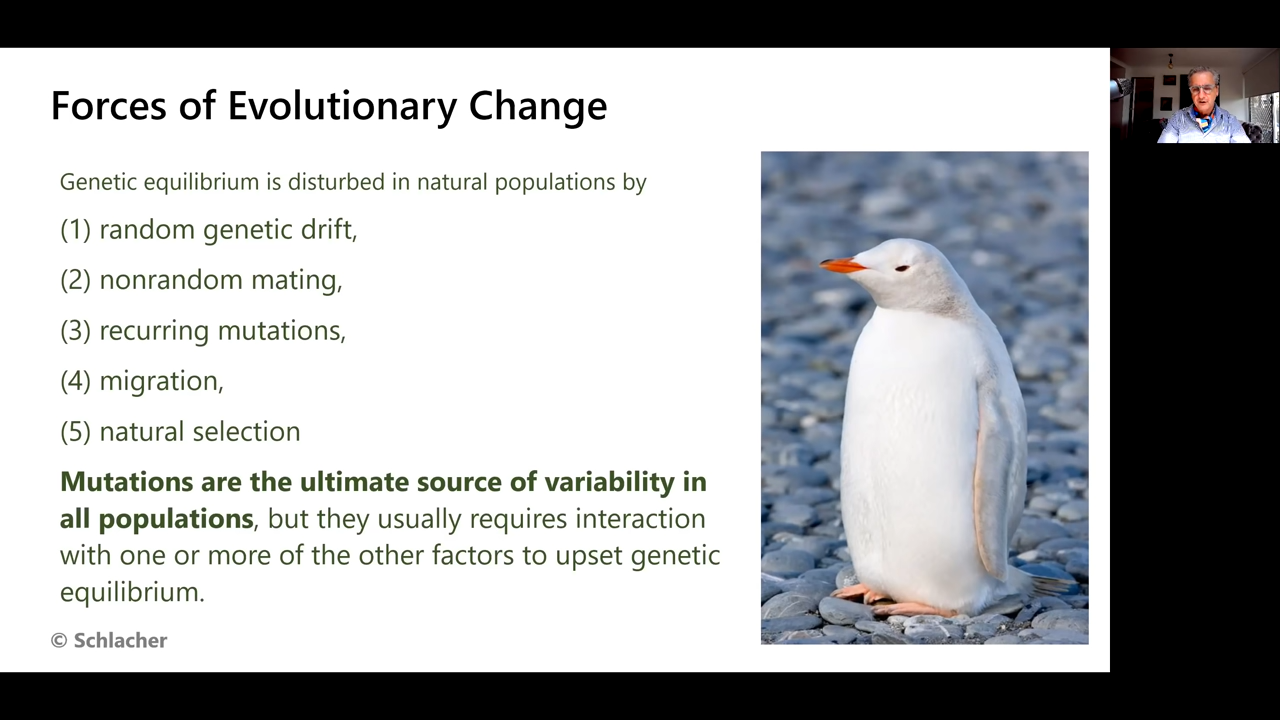 Forces of Evolutionary Change
Genetic equilibrium is disturbed in natural populations by
(1) random genetic drift,
(2) nonrandom mating,
(3) recurring mutations,
(4) migration,
(5) natural selection
Mutations are the ultimate source of variability in
all populations, but they usually requires interaction
with one or more of the other factors to upset genetic
equilibrium.
© Schlacher